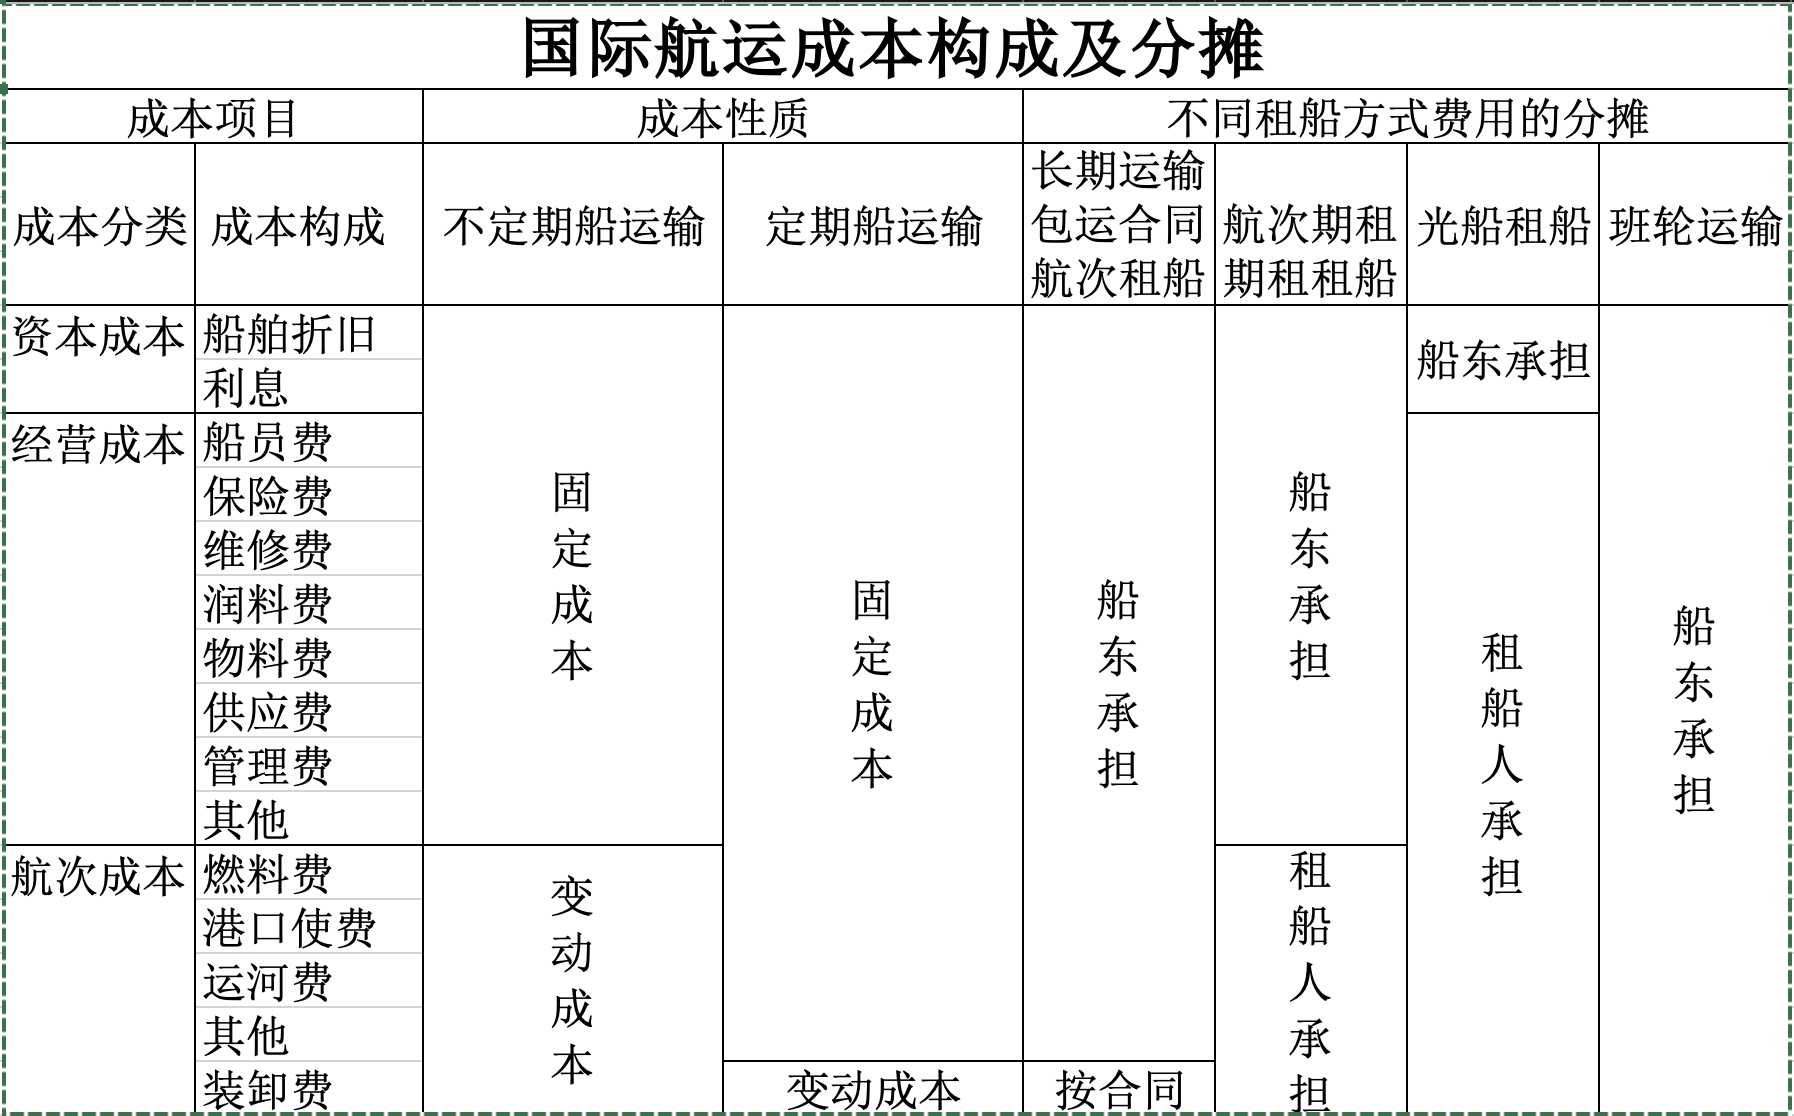 国际航运成本构成及分摊
成本项目 成本性质 不同租船方式费用的分摊
成本分类 成本构成 不定期船运输 定期船运输 长期运输 包运合同 航次租船 航次期租 期租租船 光船租船 班轮运输
资本成本 船舶折旧
利息
经营成本 船员费
保险费
维修费
润料费
物料费
供应费
管理费
其他
航次成本 燃料费
港口使费
运河费
其他
装卸费
固定成本
变动成本
固定成本
变动成本
船东承担
按合同
船东承担
租船人承担
船东承担
租船人承担
船东承担